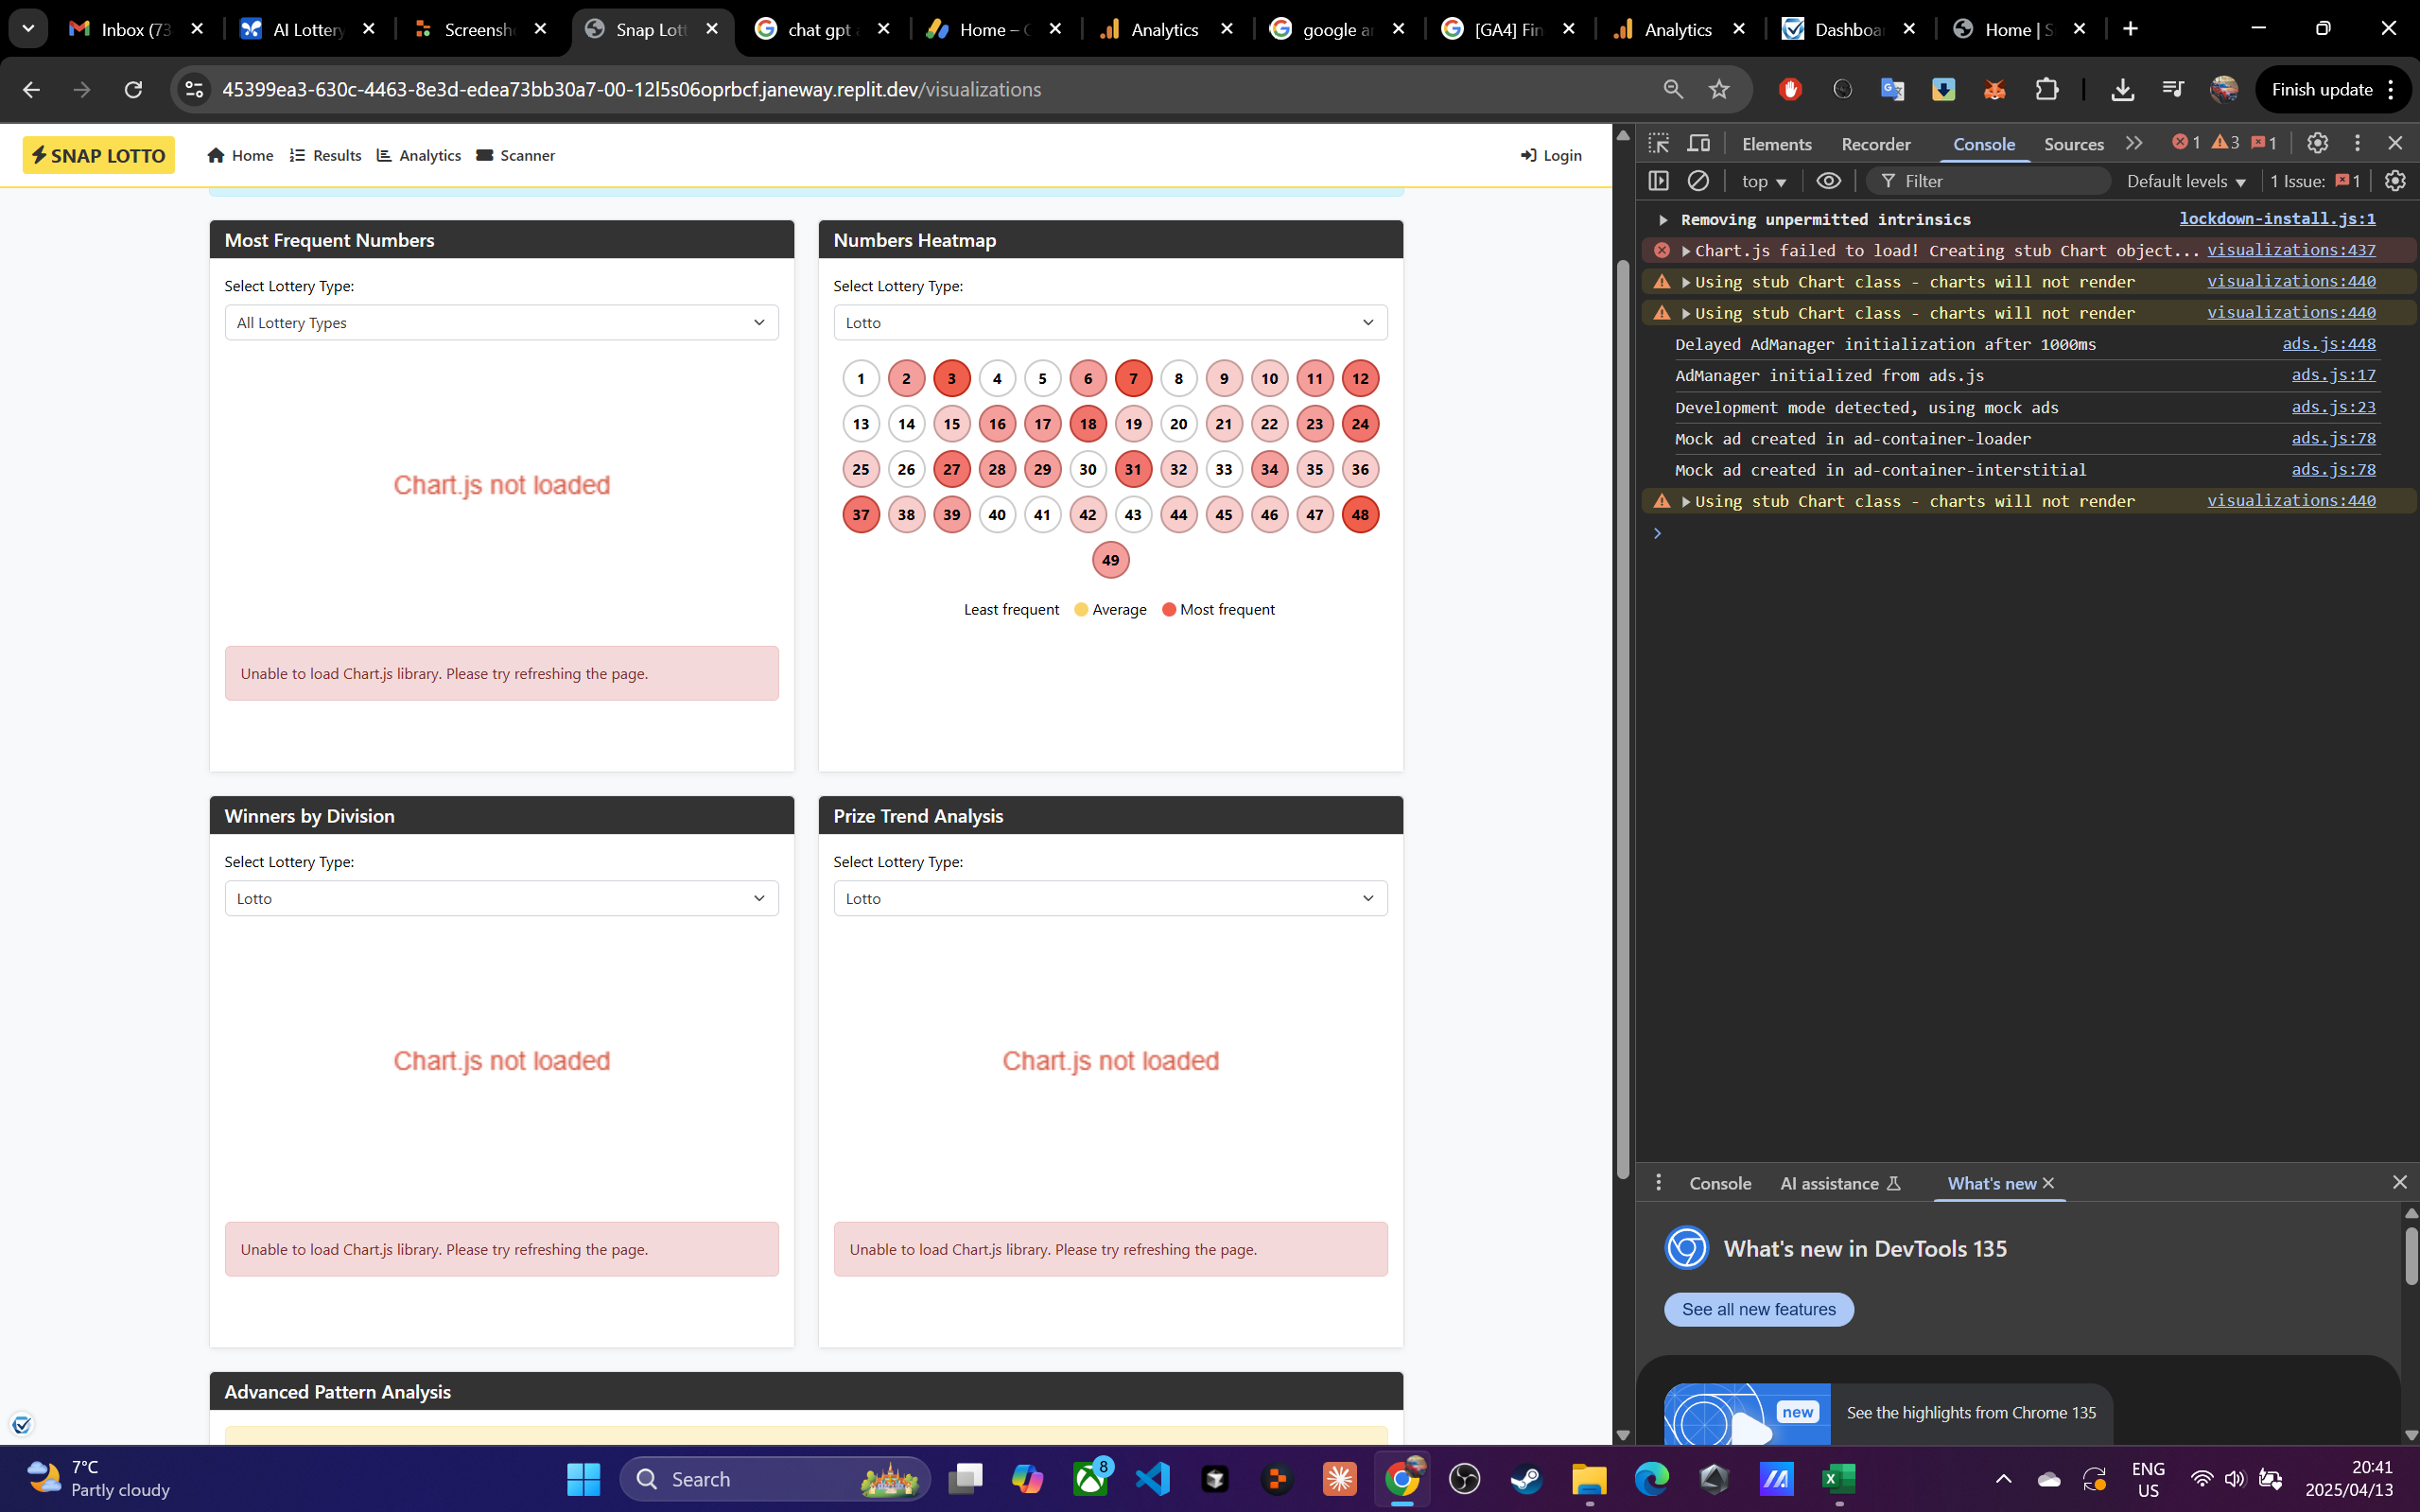 Inbox (73
AI Lottery
Screensh
Snap Lott
chat gpt a
Home – G
Analytics
google an
[GA4] Fin
Analytics
Dashboar
Home | S
45399ea3-630c-4463-8e3d-edea73bb30a7-00-12l5s06oprbcf.janeway.replit.dev/visualizations
Finish update
SNAP LOTTO
Home
Results
Analytics
Scanner
Login
Most Frequent Numbers
Select Lottery Type:
All Lottery Types
Chart.js not loaded
Unable to load Chart.js library. Please try refreshing the page.
Numbers Heatmap
Select Lottery Type:
Lotto
1 2 3 4 5 6 7 8 9 10 11 12
13 14 15 16 17 18 19 20 21 22 23 24
25 26 27 28 29 30 31 32 33 34 35 36
37 38 39 40 41 42 43 44 45 46 47 48
49
Least frequent Average Most frequent
Winners by Division
Select Lottery Type:
Lotto
Chart.js not loaded
Unable to load Chart.js library. Please try refreshing the page.
Prize Trend Analysis
Select Lottery Type:
Lotto
Chart.js not loaded
Unable to load Chart.js library. Please try refreshing the page.
Advanced Pattern Analysis
Elements
Recorder
Console
Sources
1
3
1
top
Filter
Default levels
1 Issue: 1
Removing unpermitted intrinsics lockdown-install.js:1
Chart.js failed to load! Creating stub Chart object... visualizations:437
Using stub Chart class - charts will not render visualizations:440
Using stub Chart class - charts will not render visualizations:440
Delayed AdManager initialization after 1000ms ads.js:448
AdManager initialized from ads.js ads.js:17
Development mode detected, using mock ads ads.js:23
Mock ad created in ad-container-loader ads.js:78
Mock ad created in ad-container-interstitial ads.js:78
Using stub Chart class - charts will not render visualizations:440
Console
AI assistance
What's new
What's new in DevTools 135
See all new features
new
See the highlights from Chrome 135
7°C
Partly cloudy
Search
8
ENG
US
20:41
2025/04/13